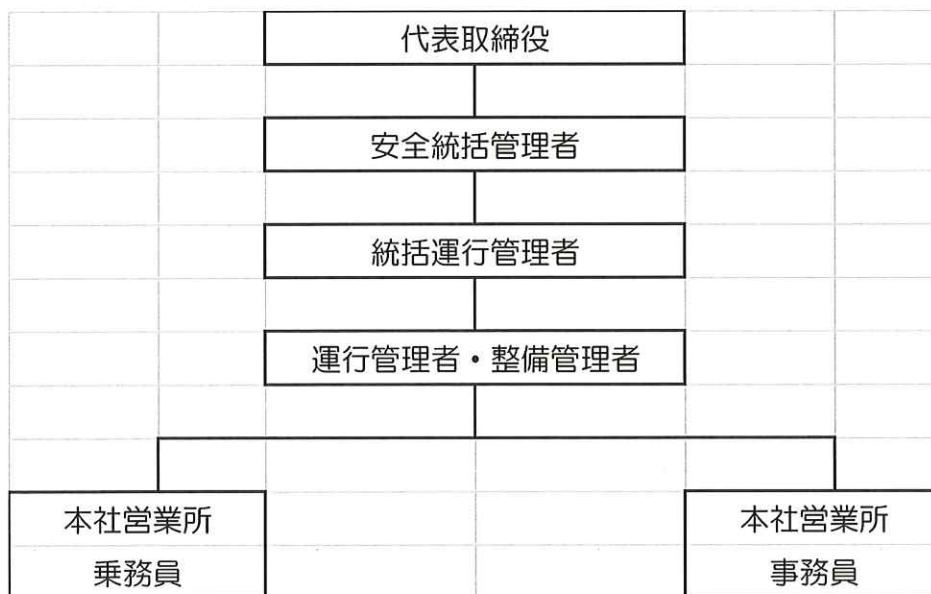 代表取締役
安全統括管理者
統括運行管理者
運行管理者・整備管理者
本社営業所
乗務員
本社営業所
事務員